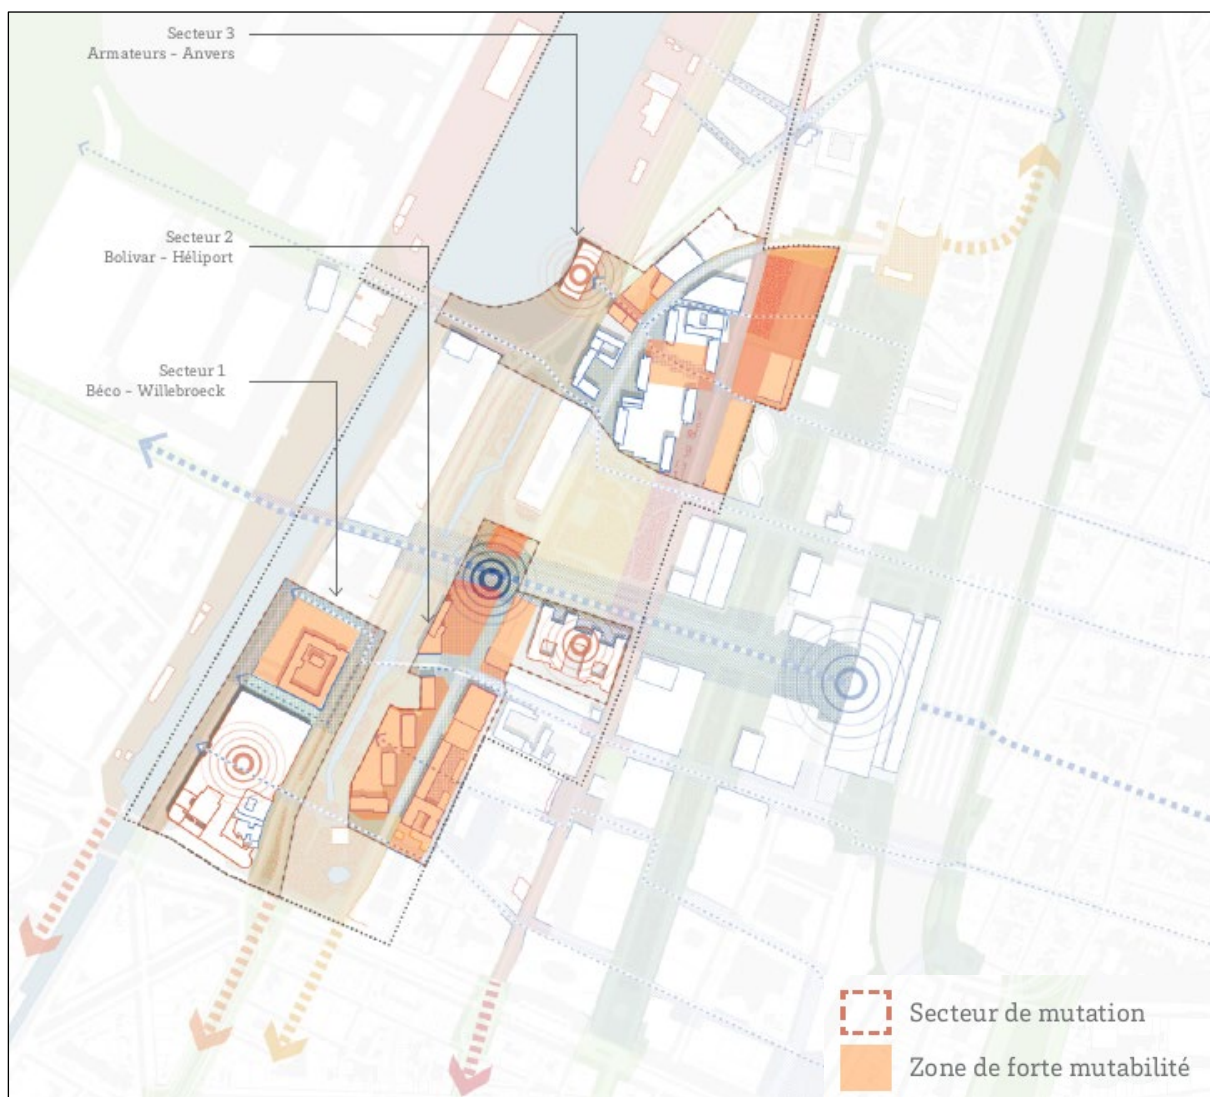 Secteur 3
Armateurs - Anvers
Secteur 2
Bolivar - Héliport
Secteur 1
Béco - Willebroeck
Secteur de mutation
Zone de forte mutabilité